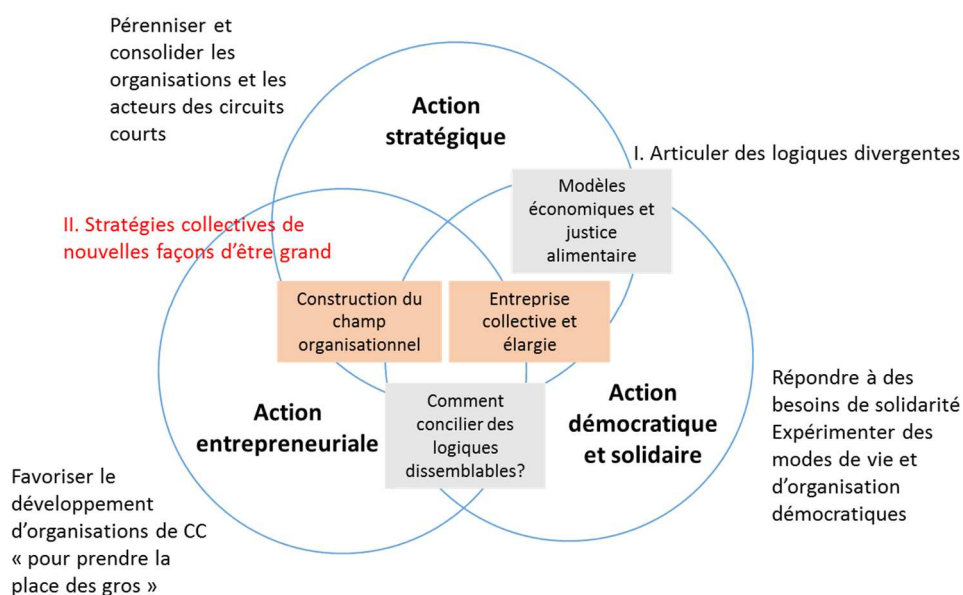 Pérenniser et
consolider les
organisations et les
acteurs des circuits
courts
Action
stratégique
I. Articuler des logiques divergentes
Modèles
économiques et
justice
alimentaire
II. Stratégies collectives de
nouvelles façons d'être grand
Construction du
champ
organisationnel
Entreprise
collective et
élargie
Action
entrepreneuriale
Comment
concilier des
logiques
dissemblables?
Action
démocratique
et solidaire
Répondre à des
besoins de solidarité
Expérimenter des
modes de vie et
d'organisation
démocratiques
Favoriser le
développement
d'organisations de CC
« pour prendre la
place des gros »